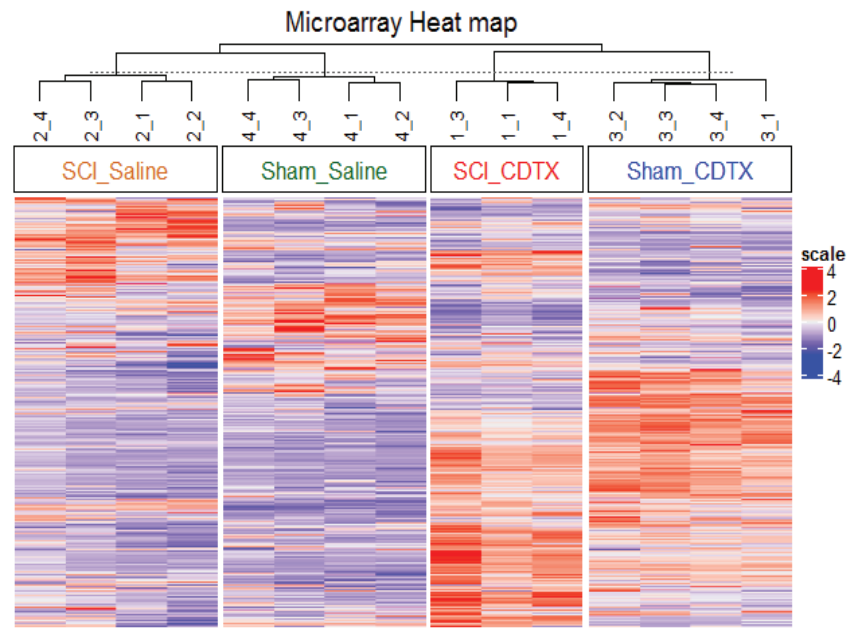 Microarray Heat map
2_4 2_3 2_1 2_2 4_4 4_3 4_1 4_2 1_3 1_1 1_4 3_2 3_3 3_4 3_1
SCI_Saline Sham_Saline SCI_CDTX Sham_CDTX
scale
4
2
0
-2
-4